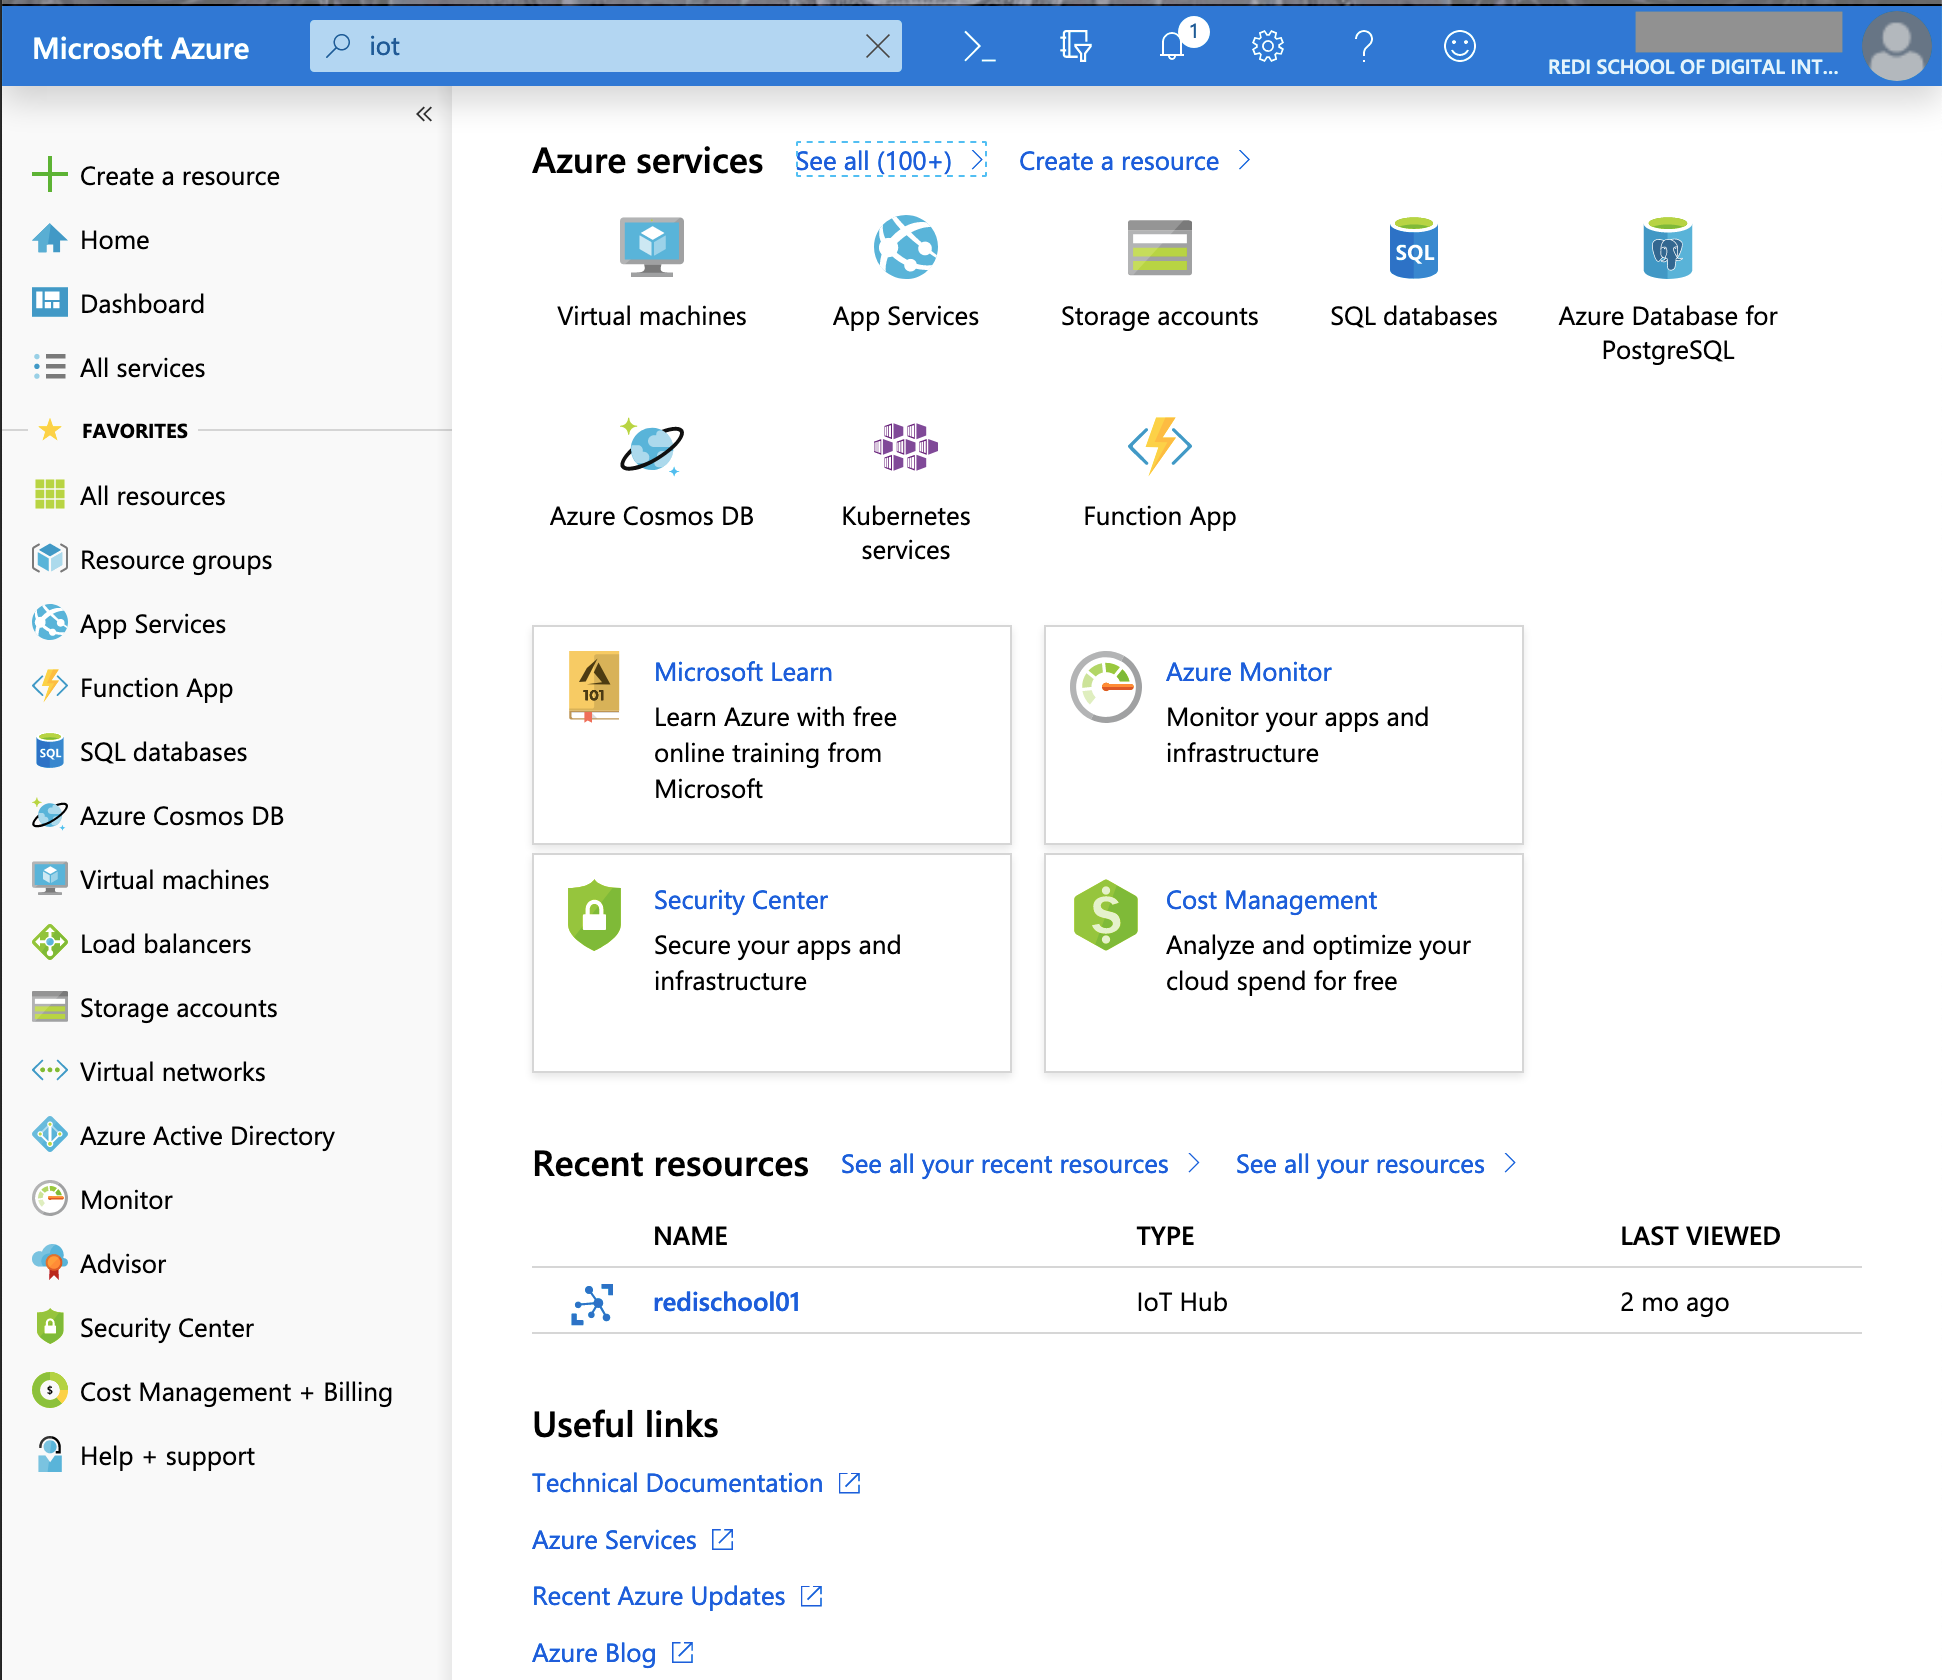 Microsoft Azure
iot
1
REDI SCHOOL OF DIGITAL INT...
«
Create a resource
Home
Dashboard
All services
FAVORITES
All resources
Resource groups
App Services
Function App
SQL
SQL databases
Azure Cosmos DB
Virtual machines
Load balancers
Storage accounts
Virtual networks
Azure Active Directory
Monitor
Advisor
Security Center
$
Cost Management + Billing
Help + support
Azure services
See all (100+)
Create a resource
Virtual machines
App Services
Storage accounts
SQL
SQL databases
Azure Database for
PostgreSQL
Azure Cosmos DB
Kubernetes
services
Function App
101
Microsoft Learn
Learn Azure with free
online training from
Microsoft
Azure Monitor
Monitor your apps and
infrastructure
Security Center
Secure your apps and
infrastructure
$
Cost Management
Analyze and optimize your
cloud spend for free
Recent resources
See all your recent resources
See all your resources
NAME TYPE LAST VIEWED
redischool01 IoT Hub 2 mo ago
Useful links
Technical Documentation
Azure Services
Recent Azure Updates
Azure Blog